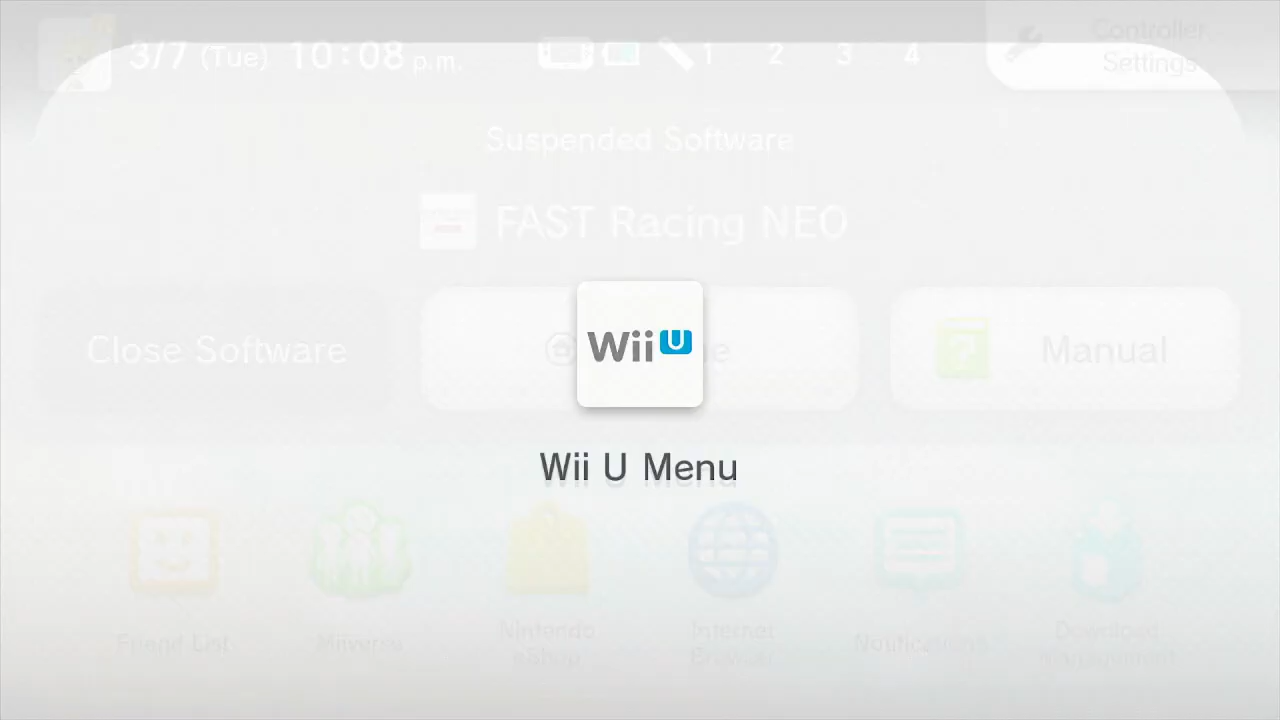 3/7 (Tue) 10:08 p.m.
1 2 3 4
Controller
Settings
Suspended Software
FAST Racing NEO
Close Software
Manual
Wii U
Wii U Menu
Friend List
Miiverse
Nintendo
eShop
Internet
Browser
Notifications
Download
Management